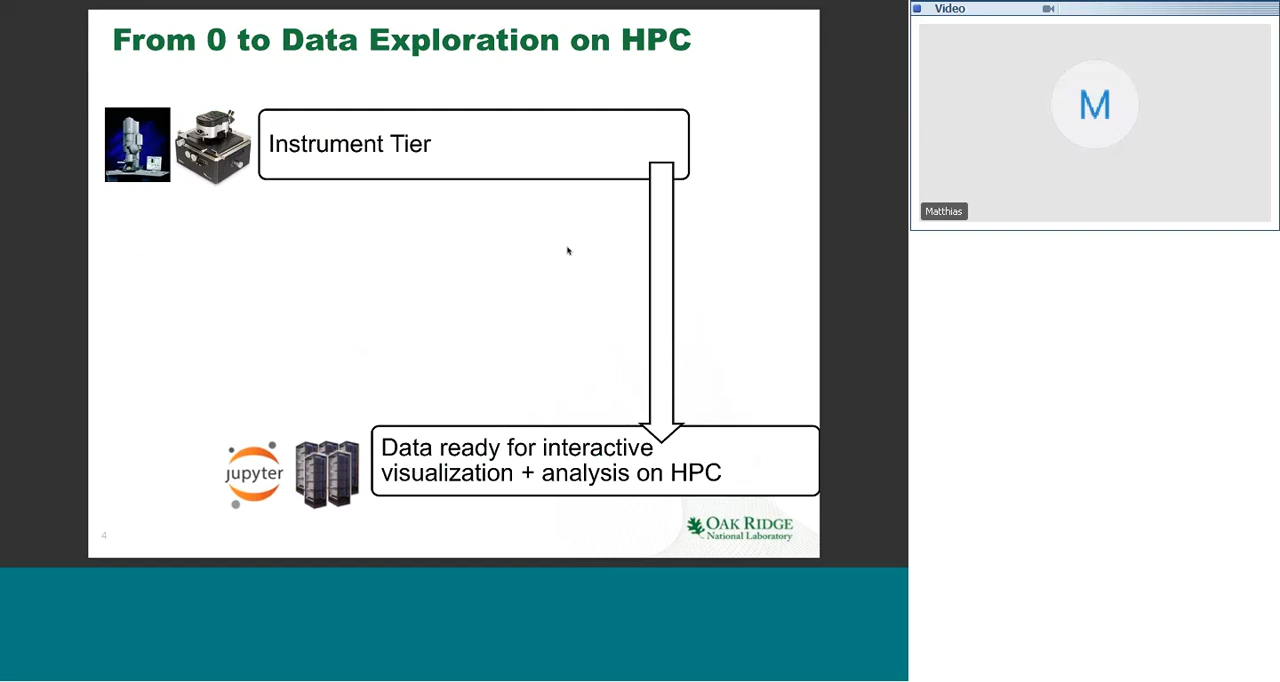 From 0 to Data Exploration on HPC
Instrument Tier
jupyter
Data ready for interactive
visualization + analysis on HPC
OAK RIDGE
National Laboratory
4
Video
M
Matthias